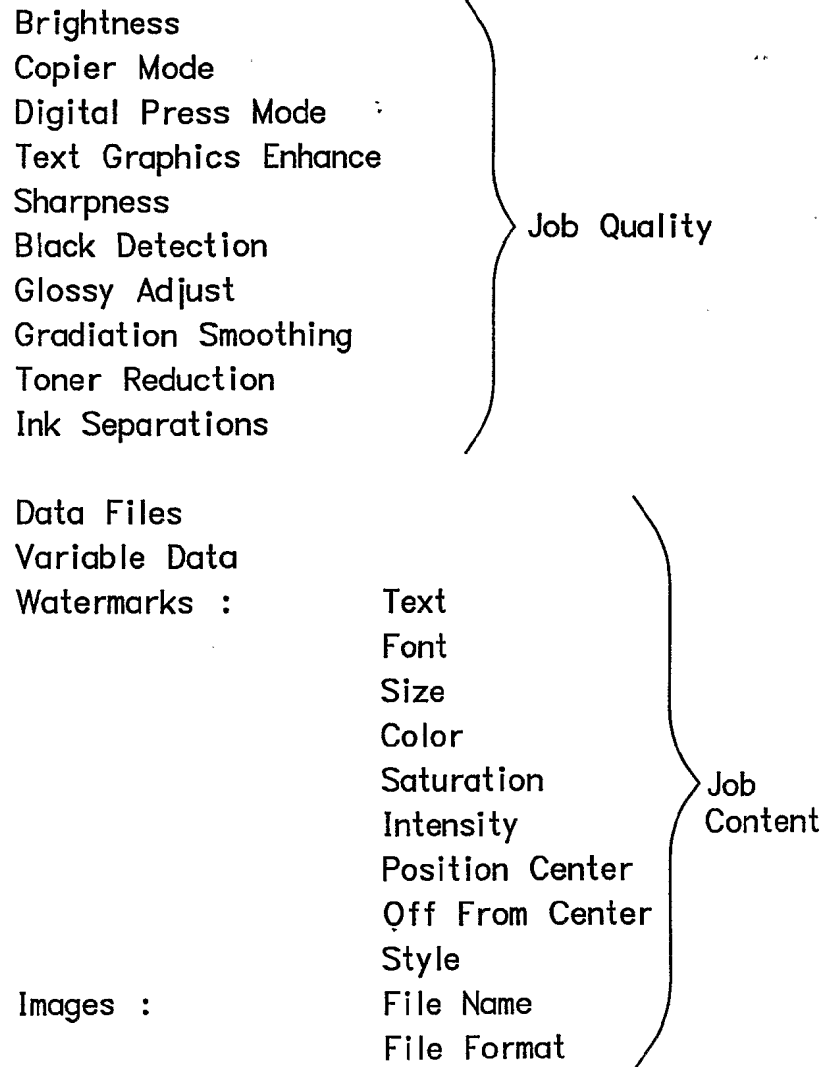 Brightness
Copier Mode
Digital Press Mode
Text Graphics Enhance
Sharpness
Black Detection
Glossy Adjust
Gradiation Smoothing
Toner Reduction
Ink Separations
Job Quality
Data Files
Variable Data
Watermarks : Text
Font
Size
Color
Saturation
Intensity
Position Center
Off From Center
Style
Images : File Name
File Format
Job
Content